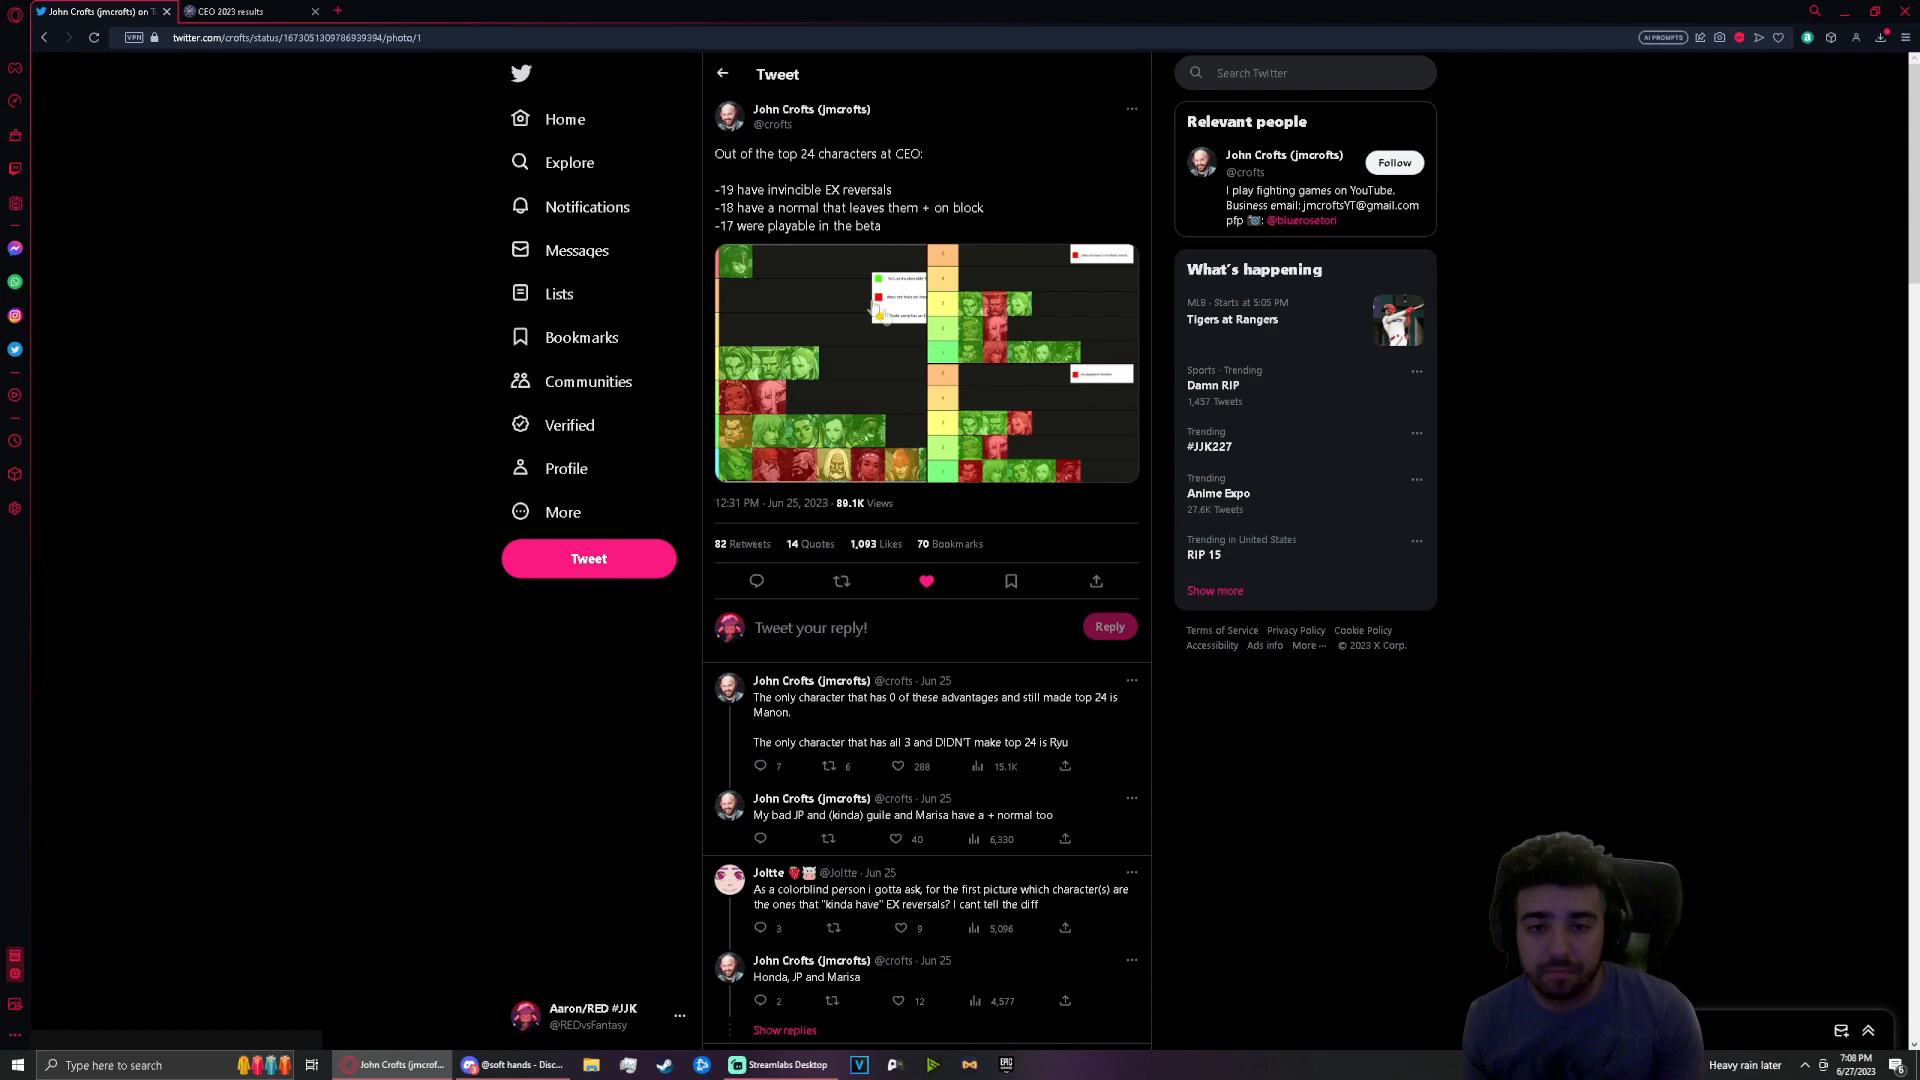 John Crofts (jmcrofts) on T
CEO 2023 results
VPN
twitter.com/crofts/status/1673051309786939394/photo/1
AI PROMPTS
Home
Explore
Notifications
Messages
Lists
Bookmarks
Communities
Verified
Profile
More
Tweet
Aaron/RED #JJK
@REDvsFantasy
Tweet
John Crofts (jmcrofts)
@crofts
Out of the top 24 characters at CEO:
-19 have invincible EX reversals
-18 have a normal that leaves them + on block
-17 were playable in the beta
12:31 PM · Jun 25, 2023 · 89.1K Views
82 Retweets 14 Quotes 1,093 Likes 70 Bookmarks
Tweet your reply!
Reply
John Crofts (jmcrofts) @crofts · Jun 25
The only character that has 0 of these advantages and still made top 24 is
Manon.
The only character that has all 3 and DIDN'T make top 24 is Ryu
7 6 288 15.1K
John Crofts (jmcrofts) @crofts · Jun 25
My bad JP and (kinda) guile and Marisa have a + normal too
40 6,330
Joltte @Joltte · Jun 25
As a colorblind person i gotta ask, for the first picture which character(s) are
the ones that "kinda have" EX reversals? I cant tell the diff
3 9 5,096
John Crofts (jmcrofts) @crofts · Jun 25
Honda, JP and Marisa
2 12 4,577
Show replies
Search Twitter
Relevant people
John Crofts (jmcrofts)
@crofts
Follow
I play fighting games on YouTube.
Business email: jmcroftsYT@gmail.com
pfp 📷: @bluerosetori
What's happening
MLB · Starts at 5:05 PM
Tigers at Rangers
Sports · Trending
Damn RIP
1,457 Tweets
Trending
#JJK227
Trending
Anime Expo
27.6K Tweets
Trending in United States
RIP 15
Show more
Terms of Service Privacy Policy Cookie Policy
Accessibility Ads info More ··· © 2023 X Corp.
Type here to search
John Crofts (jmcrof...
@soft hands - Disc...
Streamlabs Desktop
Heavy rain later
7:08 PM
6/27/2023